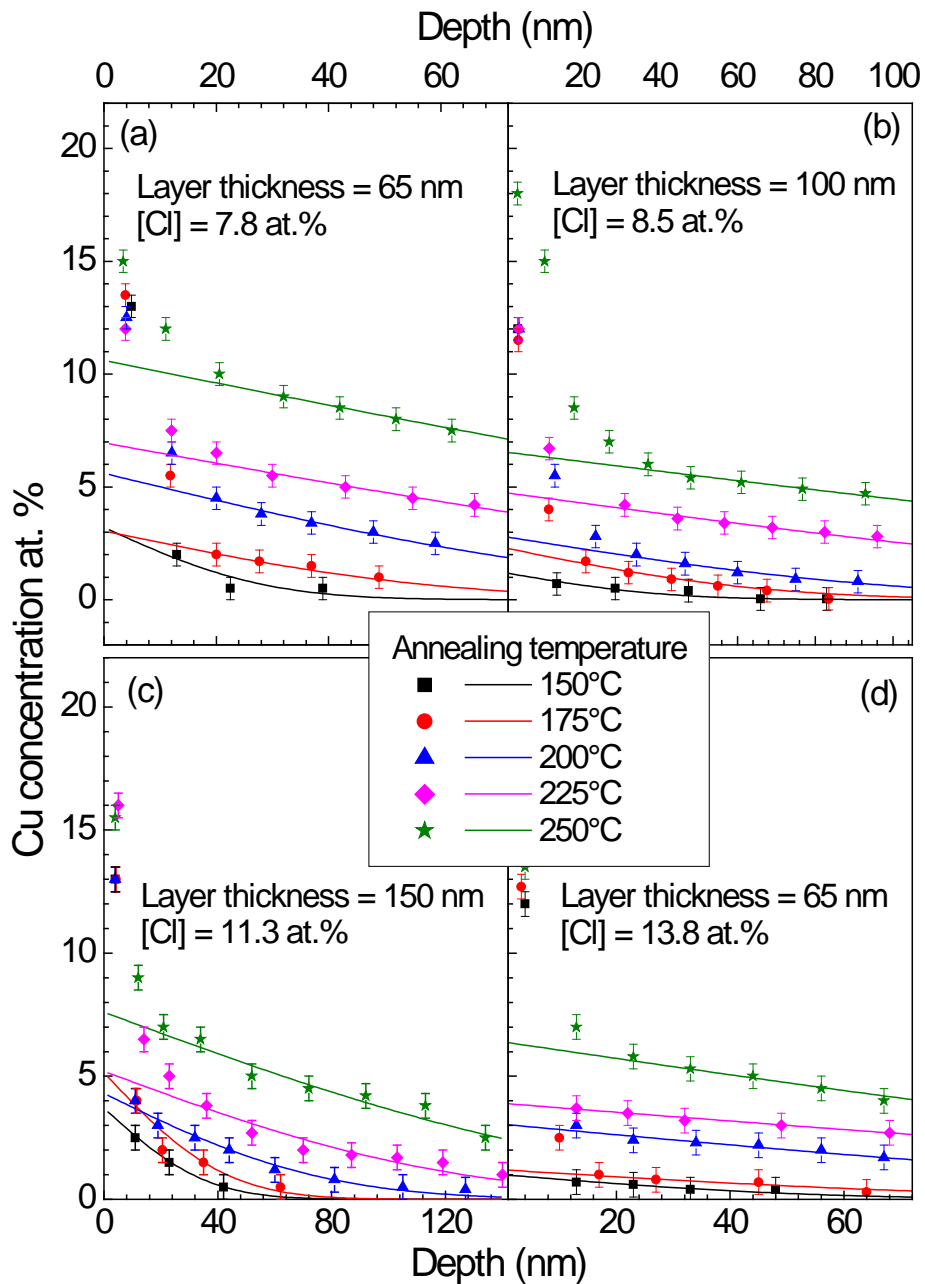 Depth (nm)
0 20 40 60 20 40 60 80 100
(a) (b)
20
Layer thickness = 65 nm
[Cl] = 7.8 at.%
Layer thickness = 100 nm
[Cl] = 8.5 at.%
15
10
5
0
Cu concentration at. %
Annealing temperature
150°C
175°C
200°C
225°C
250°C
(c) (d)
20
15
Layer thickness = 150 nm
[Cl] = 11.3 at.%
Layer thickness = 65 nm
[Cl] = 13.8 at.%
10
5
0
0 40 80 120 20 40 60
Depth (nm)